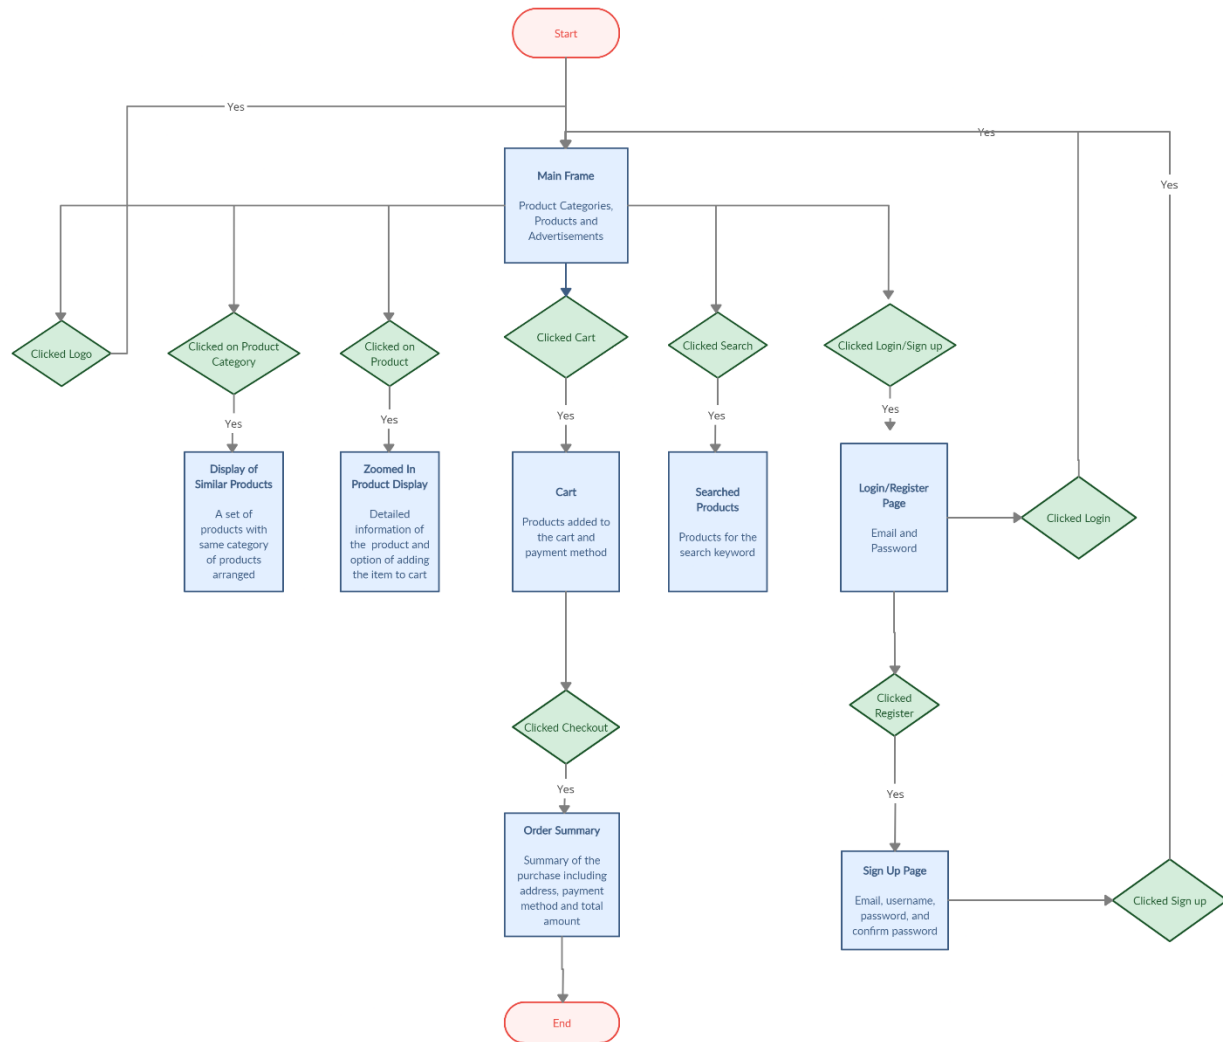 Start
Yes
Yes
Yes
Main Frame
Product Categories,
Products and
Advertisements
Clicked Logo
Clicked on Product
Category
Clicked on
Product
Clicked Cart
Clicked Search
Clicked Login/Sign up
Yes
Yes
Yes
Yes
Yes
Display of
Similar Products
A set of
products with
same category
of products
arranged
Zoomed In
Product Display
Detailed
information of
the product and
option of adding
the item to cart
Cart
Products added to
the cart and
payment method
Searched
Products
Products for the
search keyword
Login/Register
Page
Email and
Password
Clicked Login
Clicked Checkout
Clicked
Register
Yes
Yes
Order Summary
Summary of the
purchase including
address, payment
method and total
amount
Sign Up Page
Email, username,
password, and
confirm password
Clicked Sign up
End